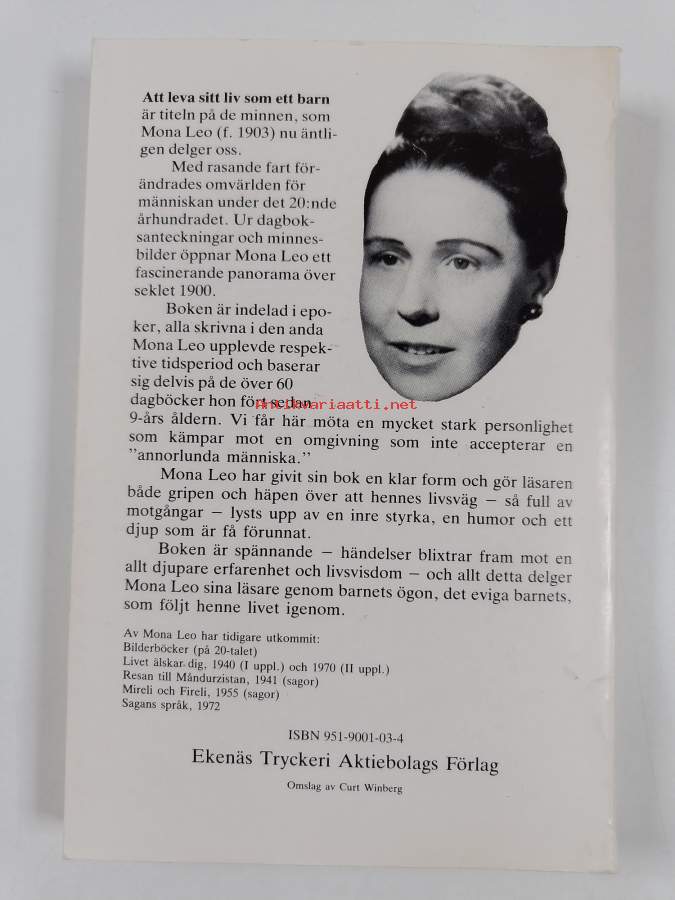 Att leva sitt liv som ett barn
är titeln på de minnen, som
Mona Leo (f. 1903) nu äntli-
gen delger oss.
Med rasande fart för-
ändrades omvärlden för
människan under det 20:nde
århundradet. Ur dagbok-
santeckningar och minnes-
bilder öppnar Mona Leo ett
fascinerande panorama över
seklet 1900.
Boken är indelad i epo-
ker, alla skrivna i den anda
Mona Leo upplevde respek-
tive tidsperiod och baserar
sig delvis på de över 60
dagböcker hon fört sedan
Antikvariaatti.net
9-års åldern. Vi får här möta en mycket stark personlighet
som kämpar mot en omgivning som inte accepterar en
”annorlunda människa.”
Mona Leo har givit sin bok en klar form och gör läsaren
både gripen och häpen över att hennes livsväg – så full av
motgångar – lysts upp av en inre styrka, en humor och ett
djup som är få förunnat.
Boken är spännande – händelser blixtrar fram mot en
allt djupare erfarenhet och livsvisdom – och allt detta delger
Mona Leo sina läsare genom barnets ögon, det eviga barnets,
som följt henne livet igenom.
Av Mona Leo har tidigare utkommit:
Bilderböcker (på 20-talet)
Livet älskar dig, 1940 (I uppl.) och 1970 (II uppl.)
Resan till Måndurzistan, 1941 (sagor)
Mireli och Fireli, 1955 (sagor)
Sagans språk, 1972
ISBN 951-9001-03-4
Ekenäs Tryckeri Aktiebolags Förlag
Omslag av Curt Winberg